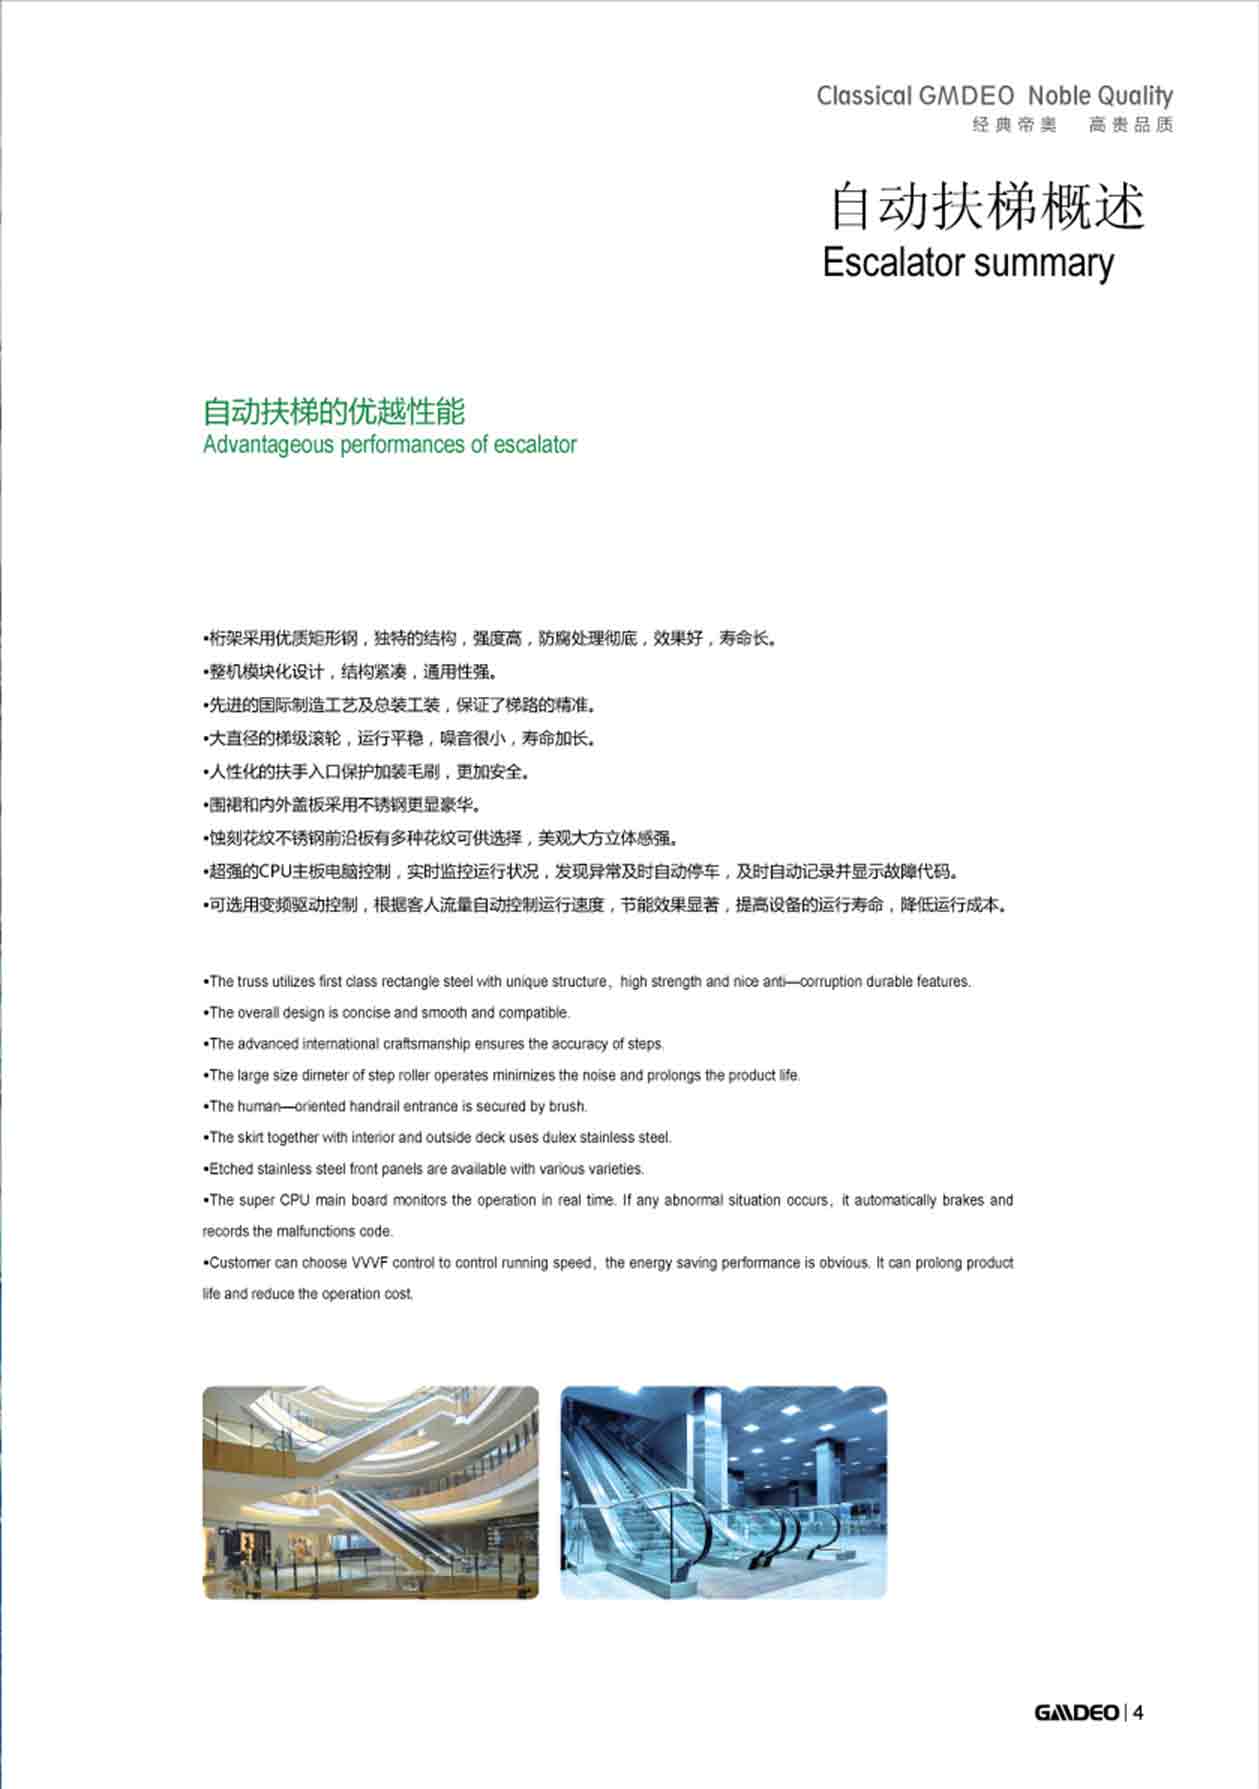 Classical GMDEO Noble Quality
经典帝奥 高贵品质
自动扶梯概述
Escalator summary
自动扶梯的优越性能
Advantageous performances of escalator
•桁架采用优质矩形钢，独特的结构，强度高，防腐处理彻底，效果好，寿命长。
•整机模块化设计，结构紧凑，通用性强。
•先进的国际制造工艺及总装工装，保证了梯路的精准。
•大直径的梯级滚轮，运行平稳，噪音很小，寿命加长。
•人性化的扶手入口保护加装毛刷，更加安全。
•围裙和内外盖板采用不锈钢更显豪华。
•蚀刻花纹不锈钢前沿板有多种花纹可供选择，美观大方立体感强。
•超强的CPU主板电脑控制，实时监控运行状况，发现异常及时自动停车，及时自动记录并显示故障代码。
•可选用变频驱动控制，根据客人流量自动控制运行速度，节能效果显著，提高设备的运行寿命，降低运行成本。
•The truss utilizes first class rectangle steel with unique structure，high strength and nice anti—corruption durable features.
•The overall design is concise and smooth and compatible.
•The advanced international craftsmanship ensures the accuracy of steps.
•The large size dimeter of step roller operates minimizes the noise and prolongs the product life.
•The human—oriented handrail entrance is secured by brush.
•The skirt together with interior and outside deck uses dulex stainless steel.
•Etched stainless steel front panels are available with various varieties.
•The super CPU main board monitors the operation in real time. If any abnormal situation occurs，it automatically brakes and
records the malfunctions code.
•Customer can choose VVVF control to control running speed，the energy saving performance is obvious. It can prolong product
life and reduce the operation cost.
GMDEO | 4